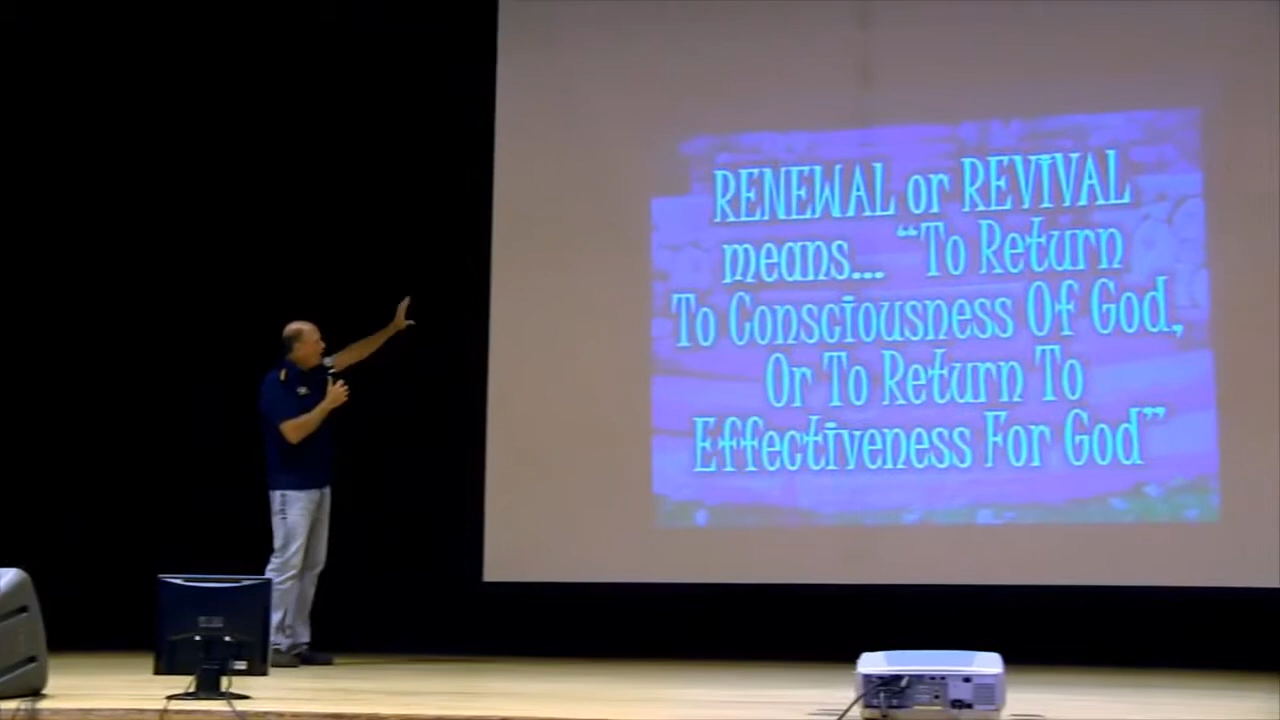 RENEWAL or REVIVAL
means... “To Return
To Consciousness Of God,
Or To Return To
Effectiveness For God”